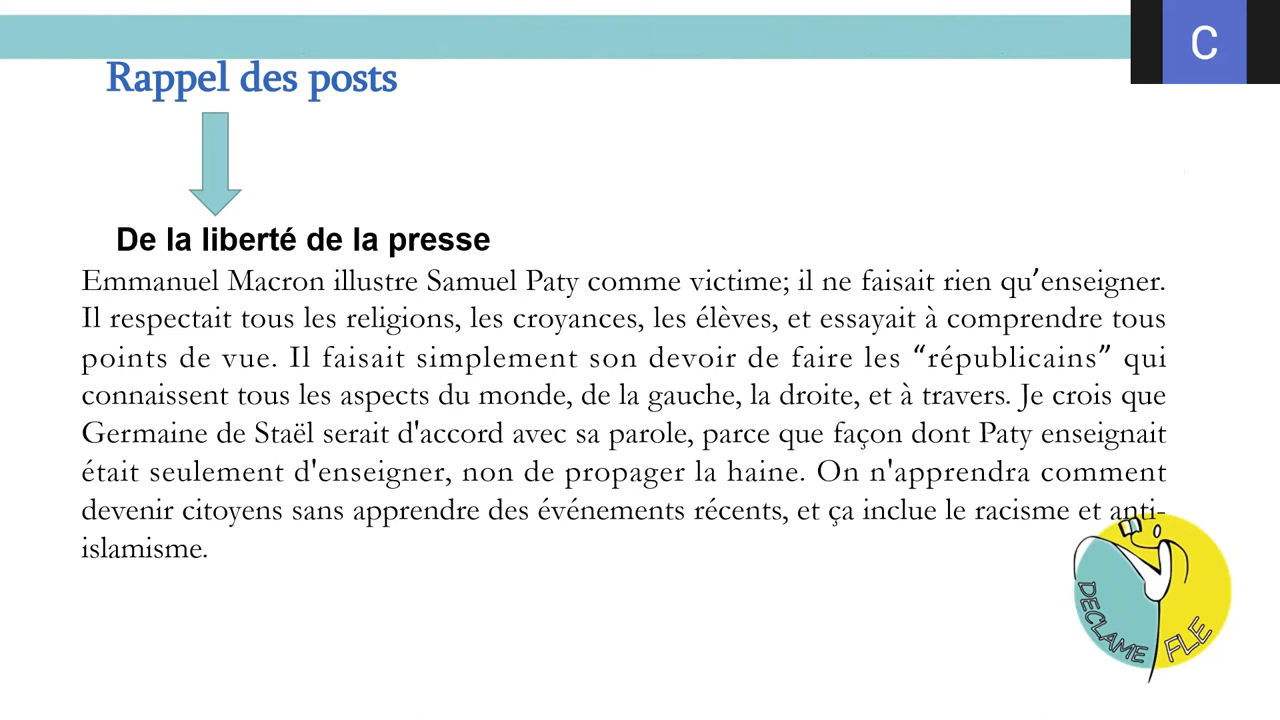 C
Rappel des posts
De la liberté de la presse
Emmanuel Macron illustre Samuel Paty comme victime; il ne faisait rien qu’enseigner.
Il respectait tous les religions, les croyances, les élèves, et essayait à comprendre tous
points de vue. Il faisait simplement son devoir de faire les “républicains” qui
connaissent tous les aspects du monde, de la gauche, la droite, et à travers. Je crois que
Germaine de Staël serait d'accord avec sa parole, parce que façon dont Paty enseignait
était seulement d'enseigner, non de propager la haine. On n'apprendra comment
devenir citoyens sans apprendre des événements récents, et ça inclue le racisme et anti-
islamisme.
DECLAME FLE